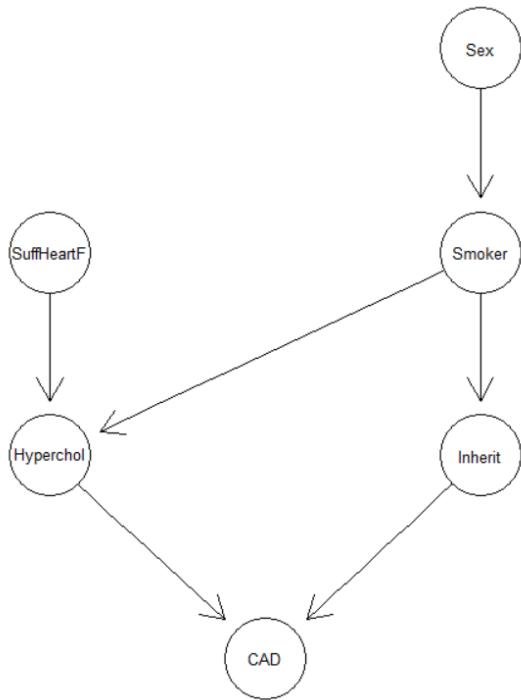 Sex
SuffHeartF
Smoker
Hyperchol
Inherit
CAD